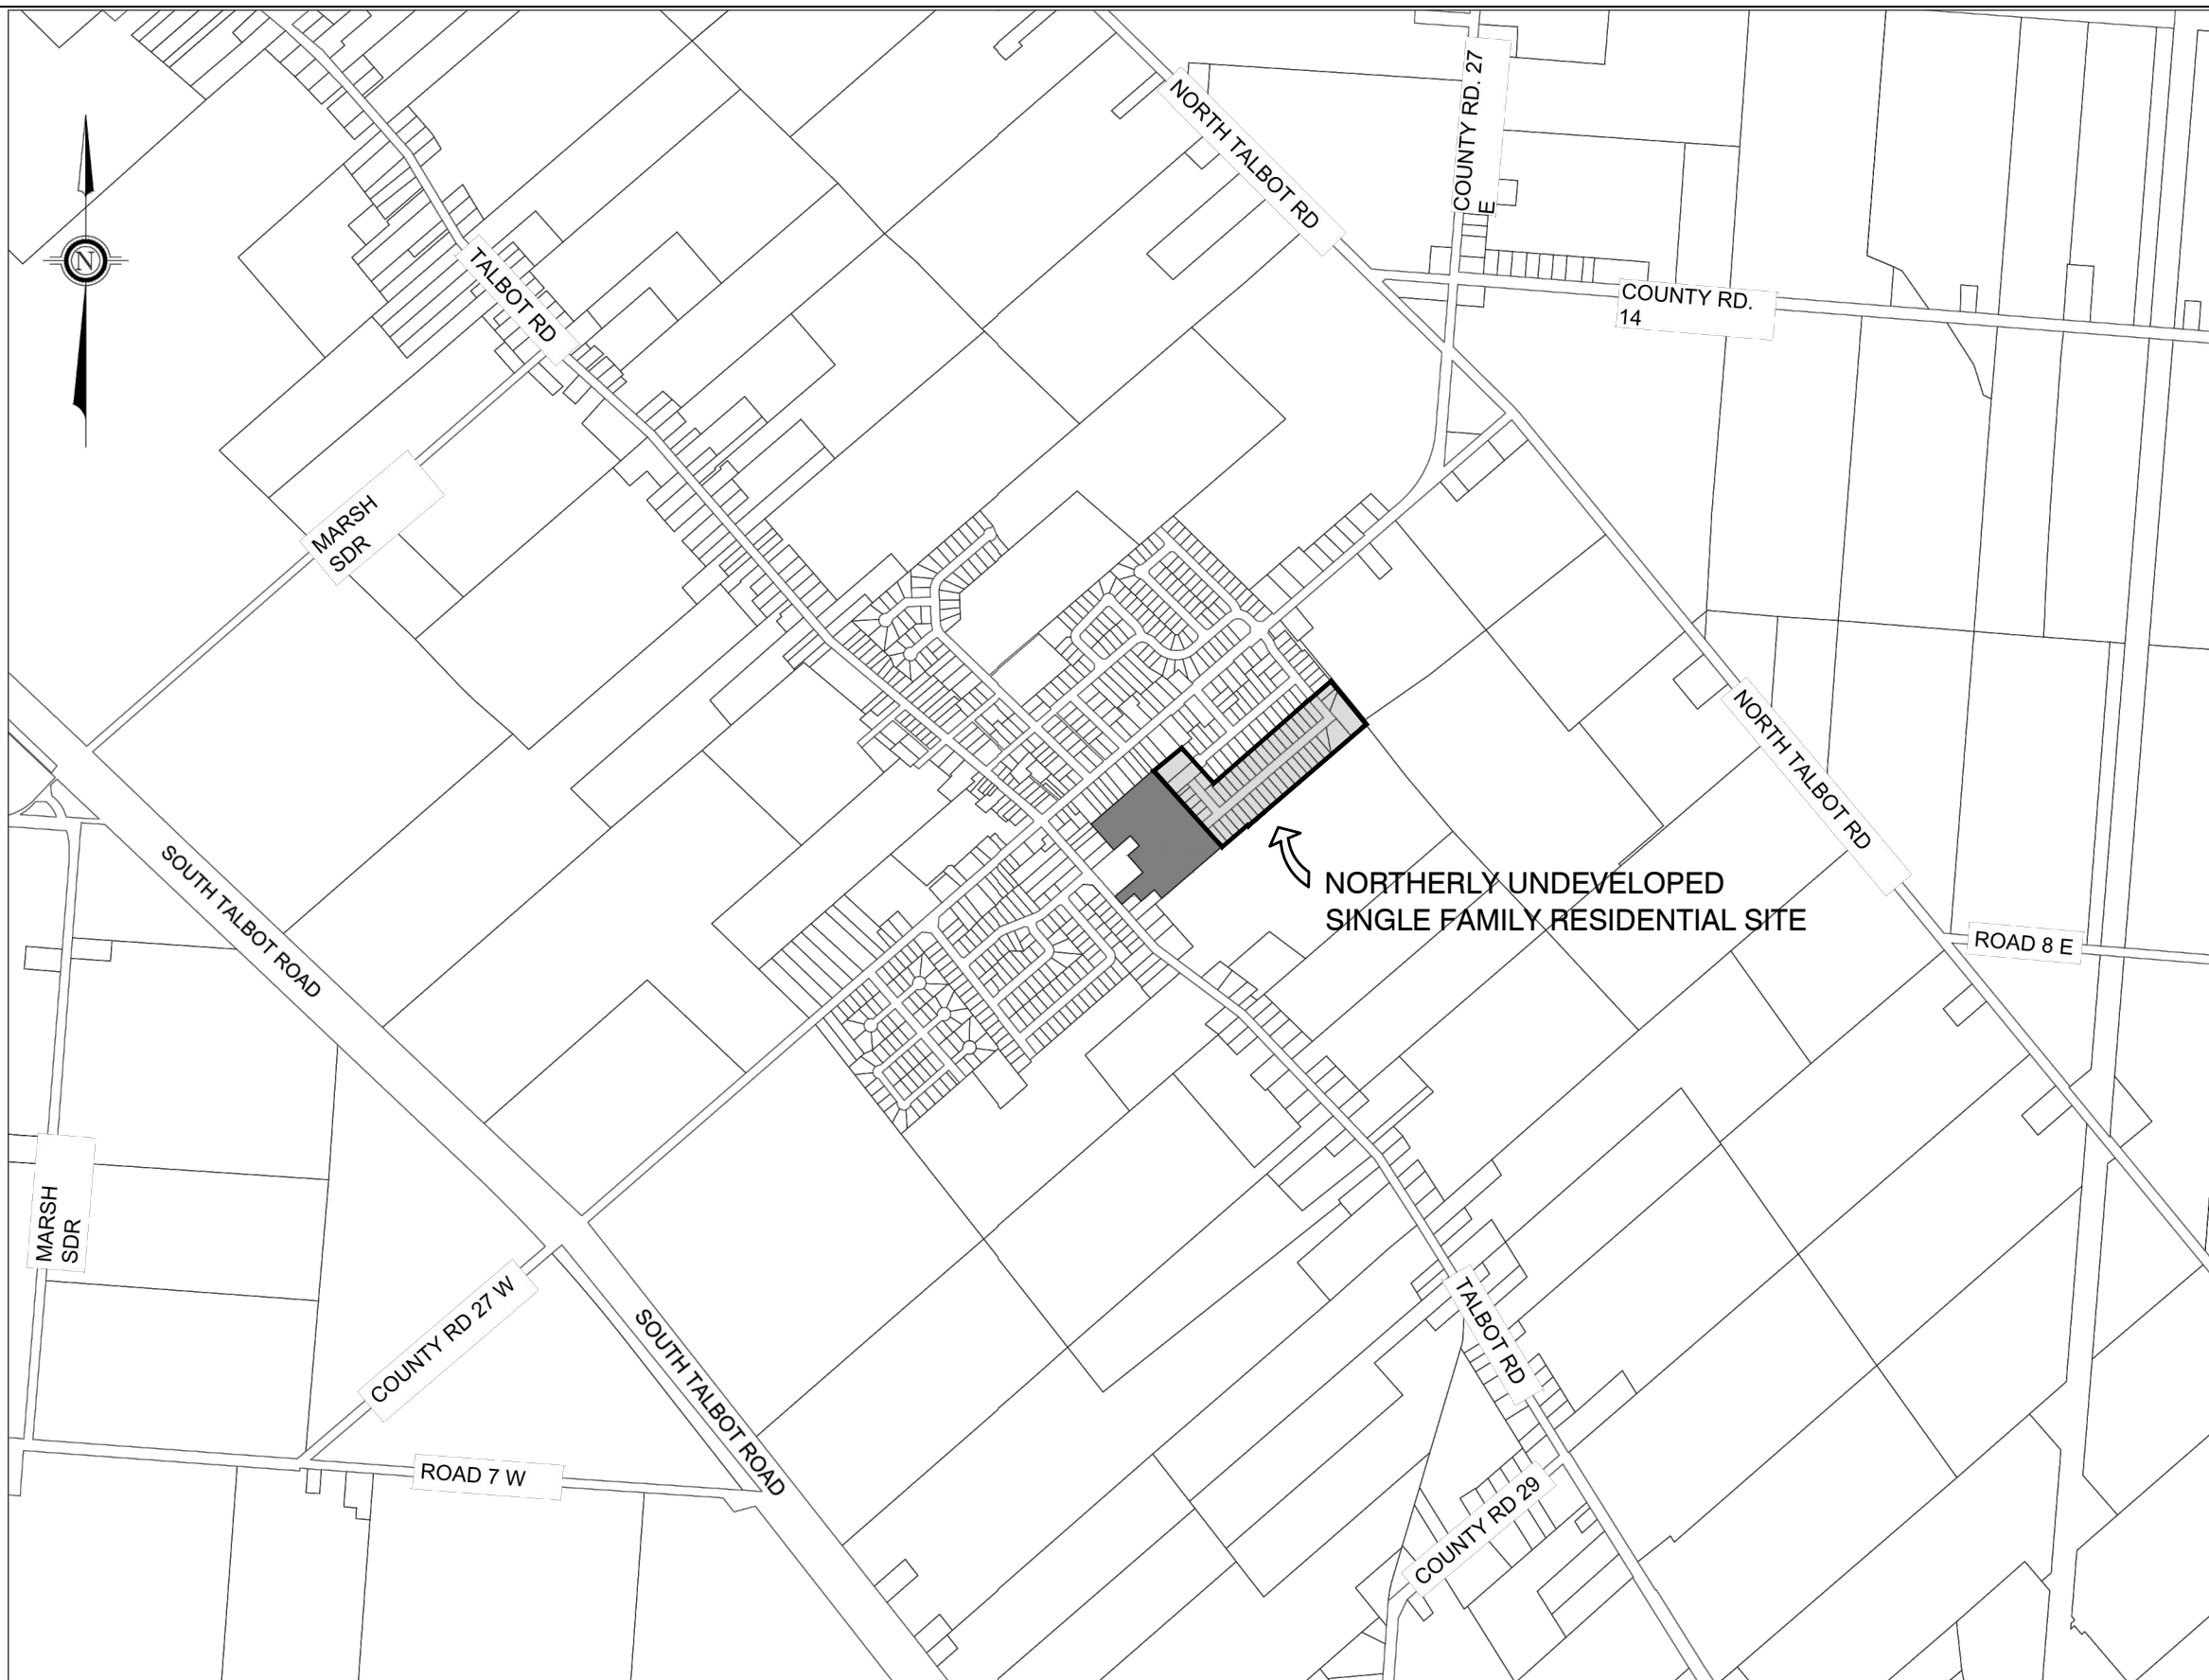 NORTH TALBOT RD
COUNTY RD. 27
E
N
TALBOT RD
COUNTY RD.
14
MARSH
SDR
NORTH TALBOT RD
SOUTH TALBOT ROAD
NORTHERLY UNDEVELOPED
SINGLE FAMILY RESIDENTIAL SITE
ROAD 8 E
MARSH
SDR
COUNTY RD 27 W
SOUTH TALBOT ROAD
TALBOT RD
ROAD 7 W
COUNTY RD 29